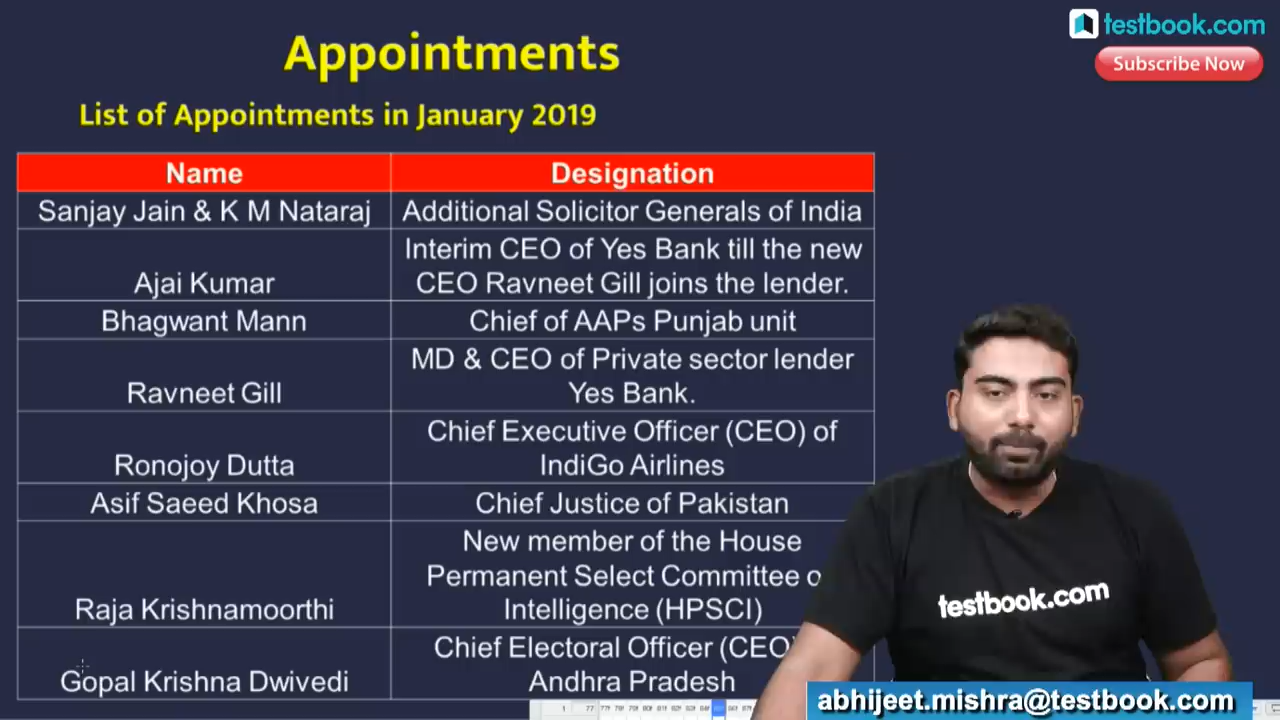 testbook.com
Subscribe Now
Appointments
List of Appointments in January 2019
Name Designation
Sanjay Jain & K M Nataraj Additional Solicitor Generals of India
Interim CEO of Yes Bank till the new
Ajai Kumar CEO Ravneet Gill joins the lender.
Bhagwant Mann Chief of AAPs Punjab unit
MD & CEO of Private sector lender
Ravneet Gill Yes Bank.
Chief Executive Officer (CEO) of
Ronojoy Dutta IndiGo Airlines
Asif Saeed Khosa Chief Justice of Pakistan
New member of the House
Permanent Select Committee o
Raja Krishnamoorthi Intelligence (HPSCI)
Chief Electoral Officer (CEO)
Gopal Krishna Dwivedi Andhra Pradesh
testbook.com
abhijeet.mishra@testbook.com